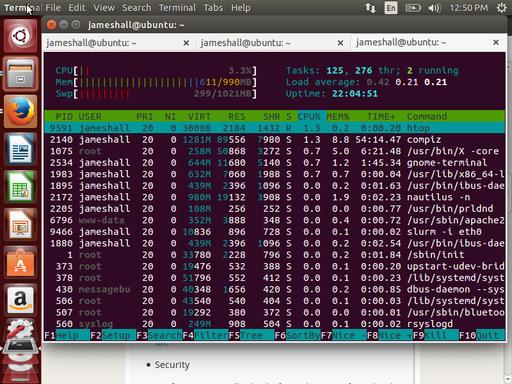 Terminal File Edit View Search Terminal Tabs Help En 12:50 PM
jameshall@ubuntu: ~
jameshall@ubuntu: ~ × jameshall@ubuntu: ~ × jameshall@ubuntu: ~ ×
CPU[|| 3.3%] Tasks: 125, 276 thr; 2 running
611/990MB] Load average: 0.42 0.21 0.21
Swp[||||||||| 299/1021MB] Uptime: 22:04:51
PID USER PRI NI VIRT RES SHR S CPU% MEM% TIME+ Command
9591 jameshall 20 0 30088 2184 1432 R 1.3 0.2 0:00.20 htop
2140 jameshall 20 0 1281M 89556 7980 S 1.3 8.8 54:14.47 compiz
1075 root 20 0 258M 50868 3272 S 0.7 5.0 6:21.48 /usr/bin/X -core
2534 jameshall 20 0 644M 11680 5140 S 0.7 1.2 1:45.34 gnome-terminal
1983 jameshall 20 0 632M 7060 1988 S 0.7 0.7 0:00.04 /usr/lib/x86_64-l
1895 jameshall 20 0 439M 2396 1096 S 0.0 0.2 0:01.63 /usr/bin/ibus-dae
2172 jameshall 20 0 980M 19132 3908 S 0.0 1.9 0:02.23 nautilus -n
2205 jameshall 20 0 108M 256 252 S 0.0 0.0 0:00.77 /usr/bin/prldnd
6796 www-data 20 0 352M 3888 348 S 0.0 0.4 0:00.72 /usr/sbin/apache2
9466 jameshall 20 0 10836 896 728 S 0.0 0.1 0:00.02 slurm -i eth0
1880 jameshall 20 0 439M 2396 1096 S 0.0 0.2 0:02.54 /usr/bin/ibus-dae
1 root 20 0 33780 2228 796 S 0.0 0.2 0:01.84 /sbin/init
373 root 20 0 19476 532 388 S 0.0 0.1 0:00.20 upstart-udev-brid
378 root 20 0 51796 552 412 S 0.0 0.1 0:00.23 /lib/systemd/syst
430 messagebu 20 0 40348 1656 420 S 0.0 0.2 0:00.85 dbus-daemon --sys
506 root 20 0 43540 540 404 S 0.0 0.1 0:00.03 /lib/systemd/syst
507 root 20 0 19292 380 372 S 0.0 0.0 0:00.01 /usr/sbin/bluetoo
560 syslog 20 0 249M 908 504 S 0.0 0.1 0:00.13 rsyslogd
F1Help F2Setup F3Search F4Filter F5Tree F6SortBy F7Nice - F8Nice + F9Kill F10Quit
• Security